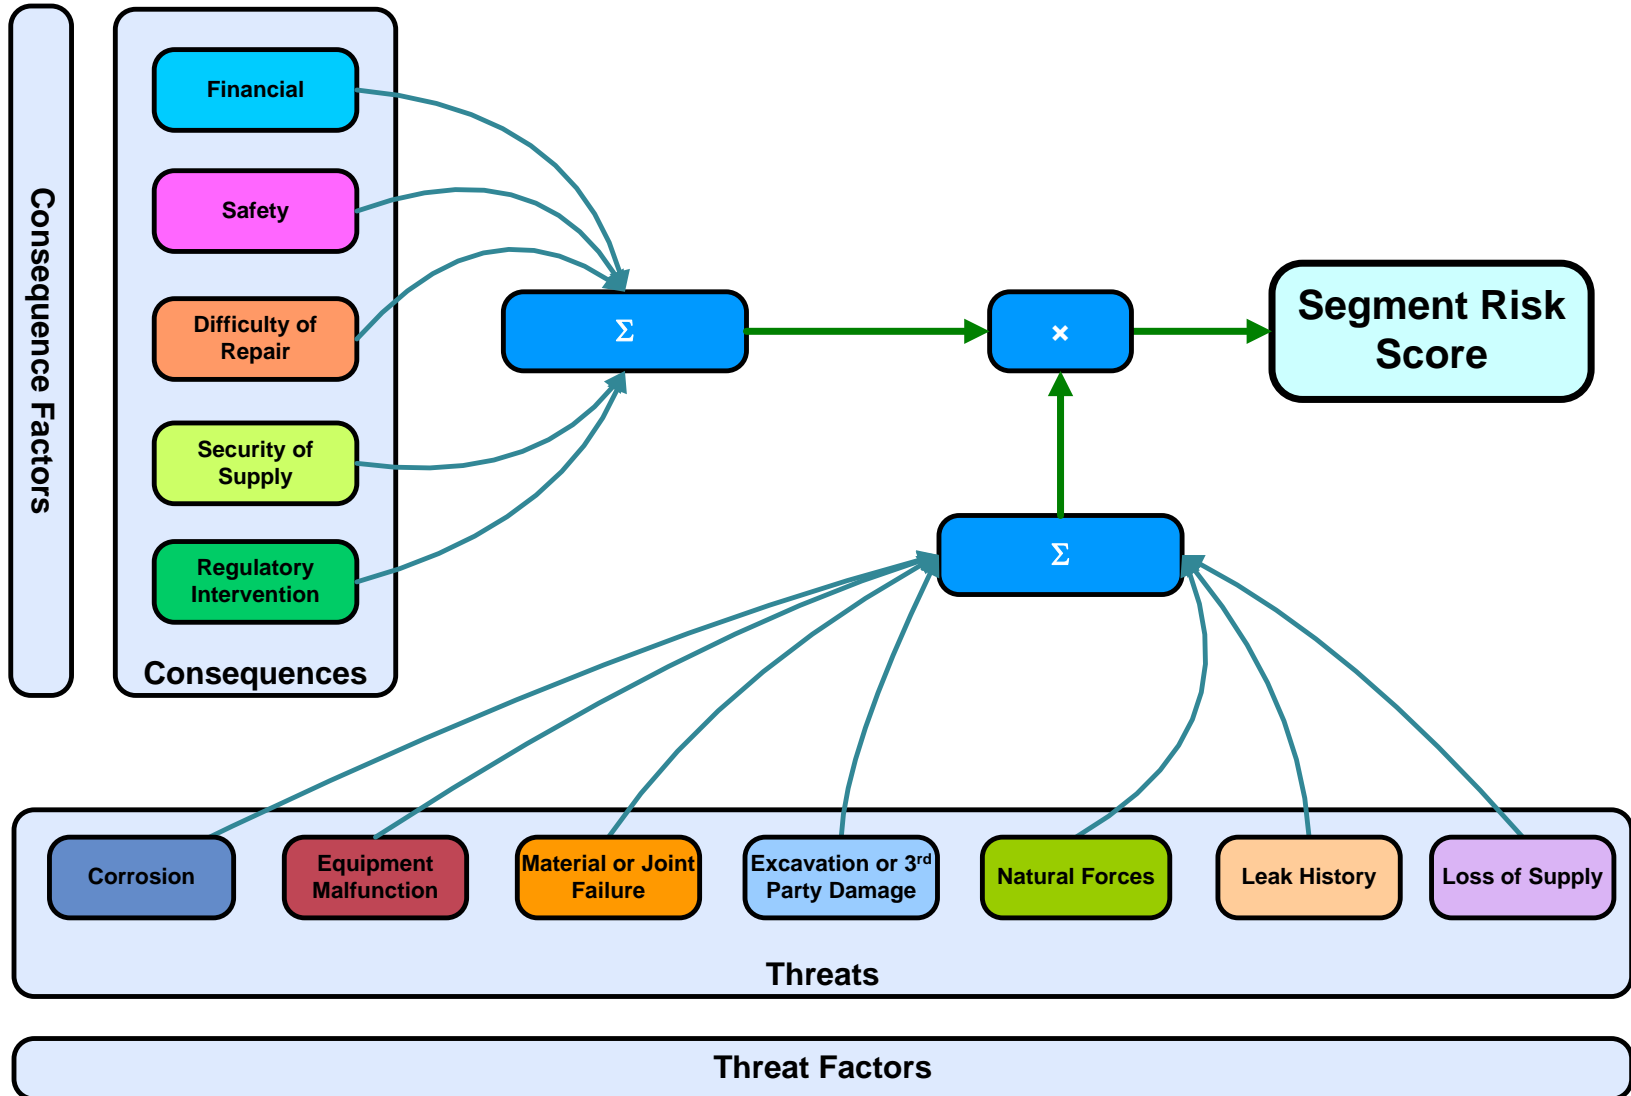 Consequence Factors
Financial
Safety
Difficulty of
Repair
Security of
Supply
Regulatory
Intervention
Consequences
Σ
×
Segment Risk
Score
Σ
Corrosion
Equipment
Malfunction
Material or Joint
Failure
Excavation or 3rd
Party Damage
Natural Forces
Leak History
Loss of Supply
Threats
Threat Factors